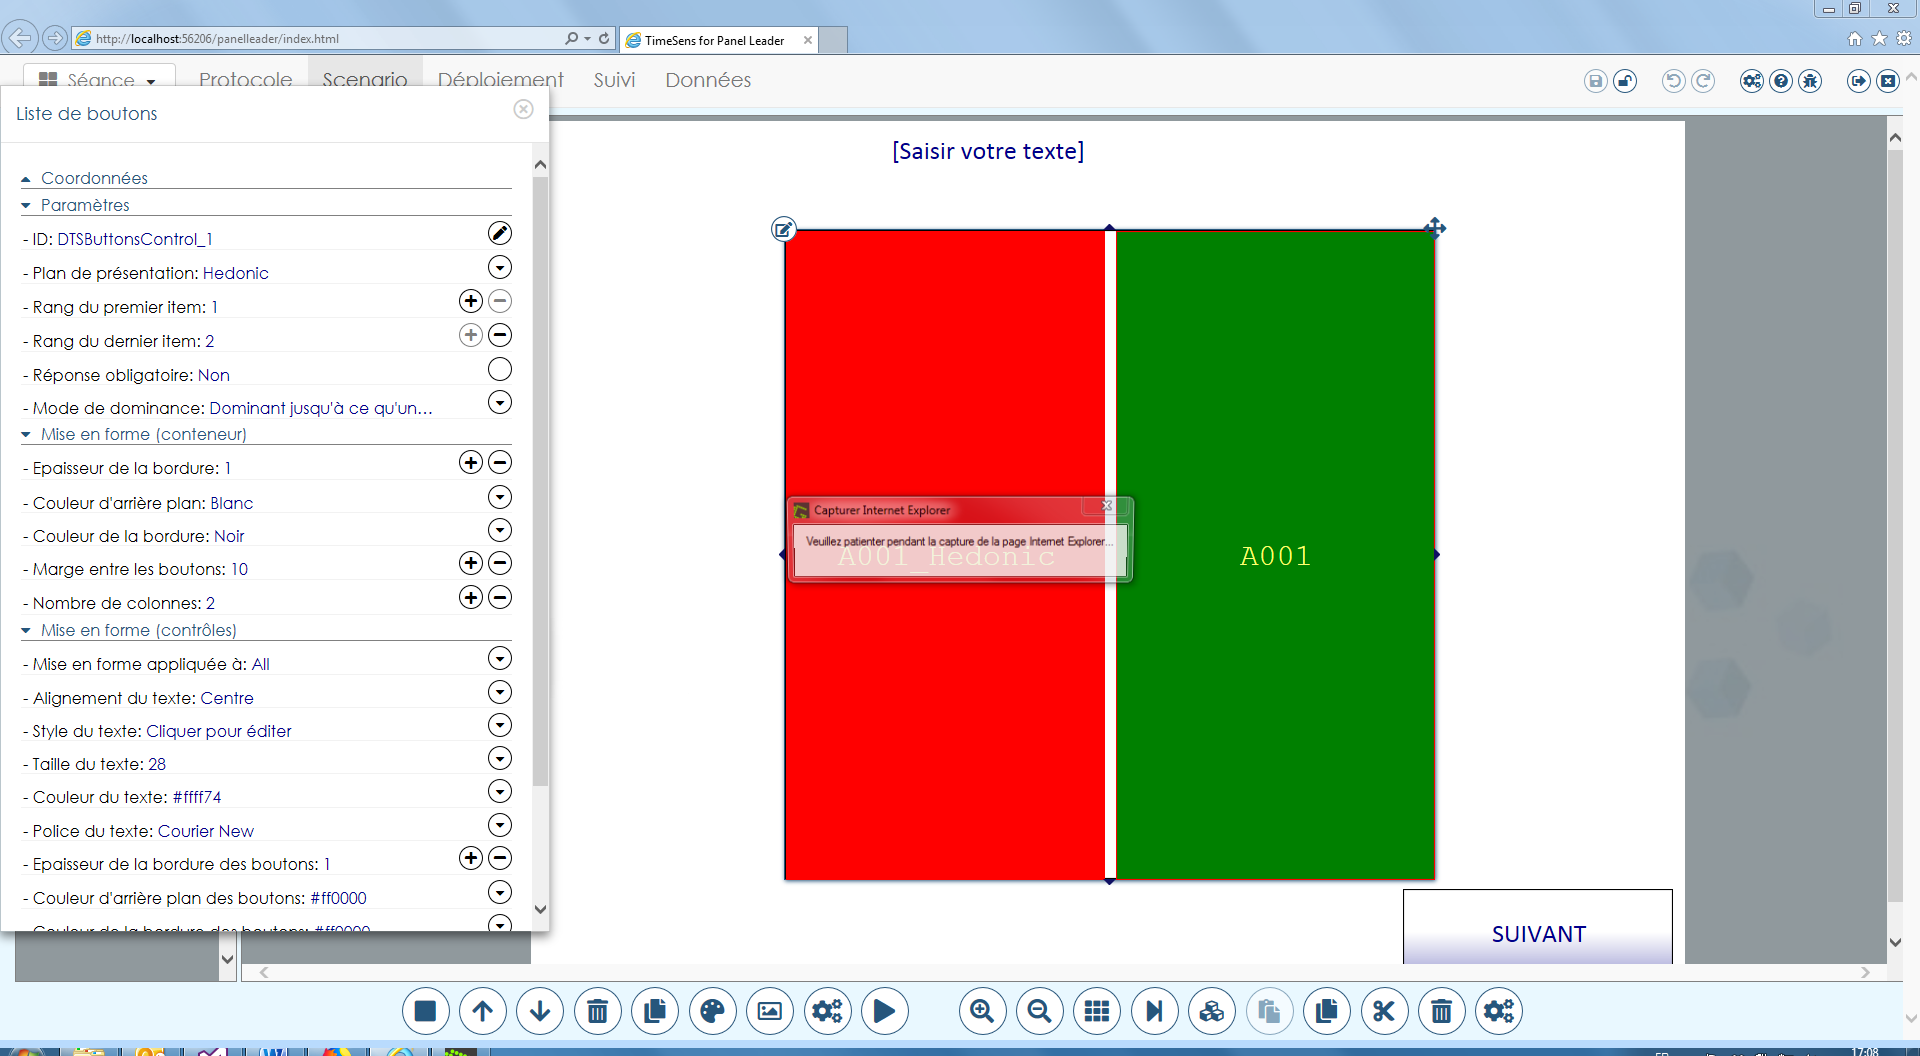 http://localhost:56206/panelleader/index.html
TimeSens for Panel Leader
Séance
Protocole
Scenario
Déploiement
Suivi
Données
Liste de boutons
Coordonnées
Paramètres
- ID: DTSButtonsControl_1
- Plan de présentation: Hedonic
- Rang du premier item: 1
- Rang du dernier item: 2
- Réponse obligatoire: Non
- Mode de dominance: Dominant jusqu'à ce qu'un...
Mise en forme (conteneur)
- Epaisseur de la bordure: 1
- Couleur d'arrière plan: Blanc
- Couleur de la bordure: Noir
- Marge entre les boutons: 10
- Nombre de colonnes: 2
Mise en forme (contrôles)
- Mise en forme appliquée à: All
- Alignement du texte: Centre
- Style du texte: Cliquer pour éditer
- Taille du texte: 28
- Couleur du texte: #ffff74
- Police du texte: Courier New
- Epaisseur de la bordure des boutons: 1
- Couleur d'arrière plan des boutons: #ff0000
- Couleur de la bordure des boutons: #ff0000
[Saisir votre texte]
Capturer Internet Explorer
Veuillez patienter pendant la capture de la page Internet Explorer...
A001_Hedonic
A001
SUIVANT
FR
17:08